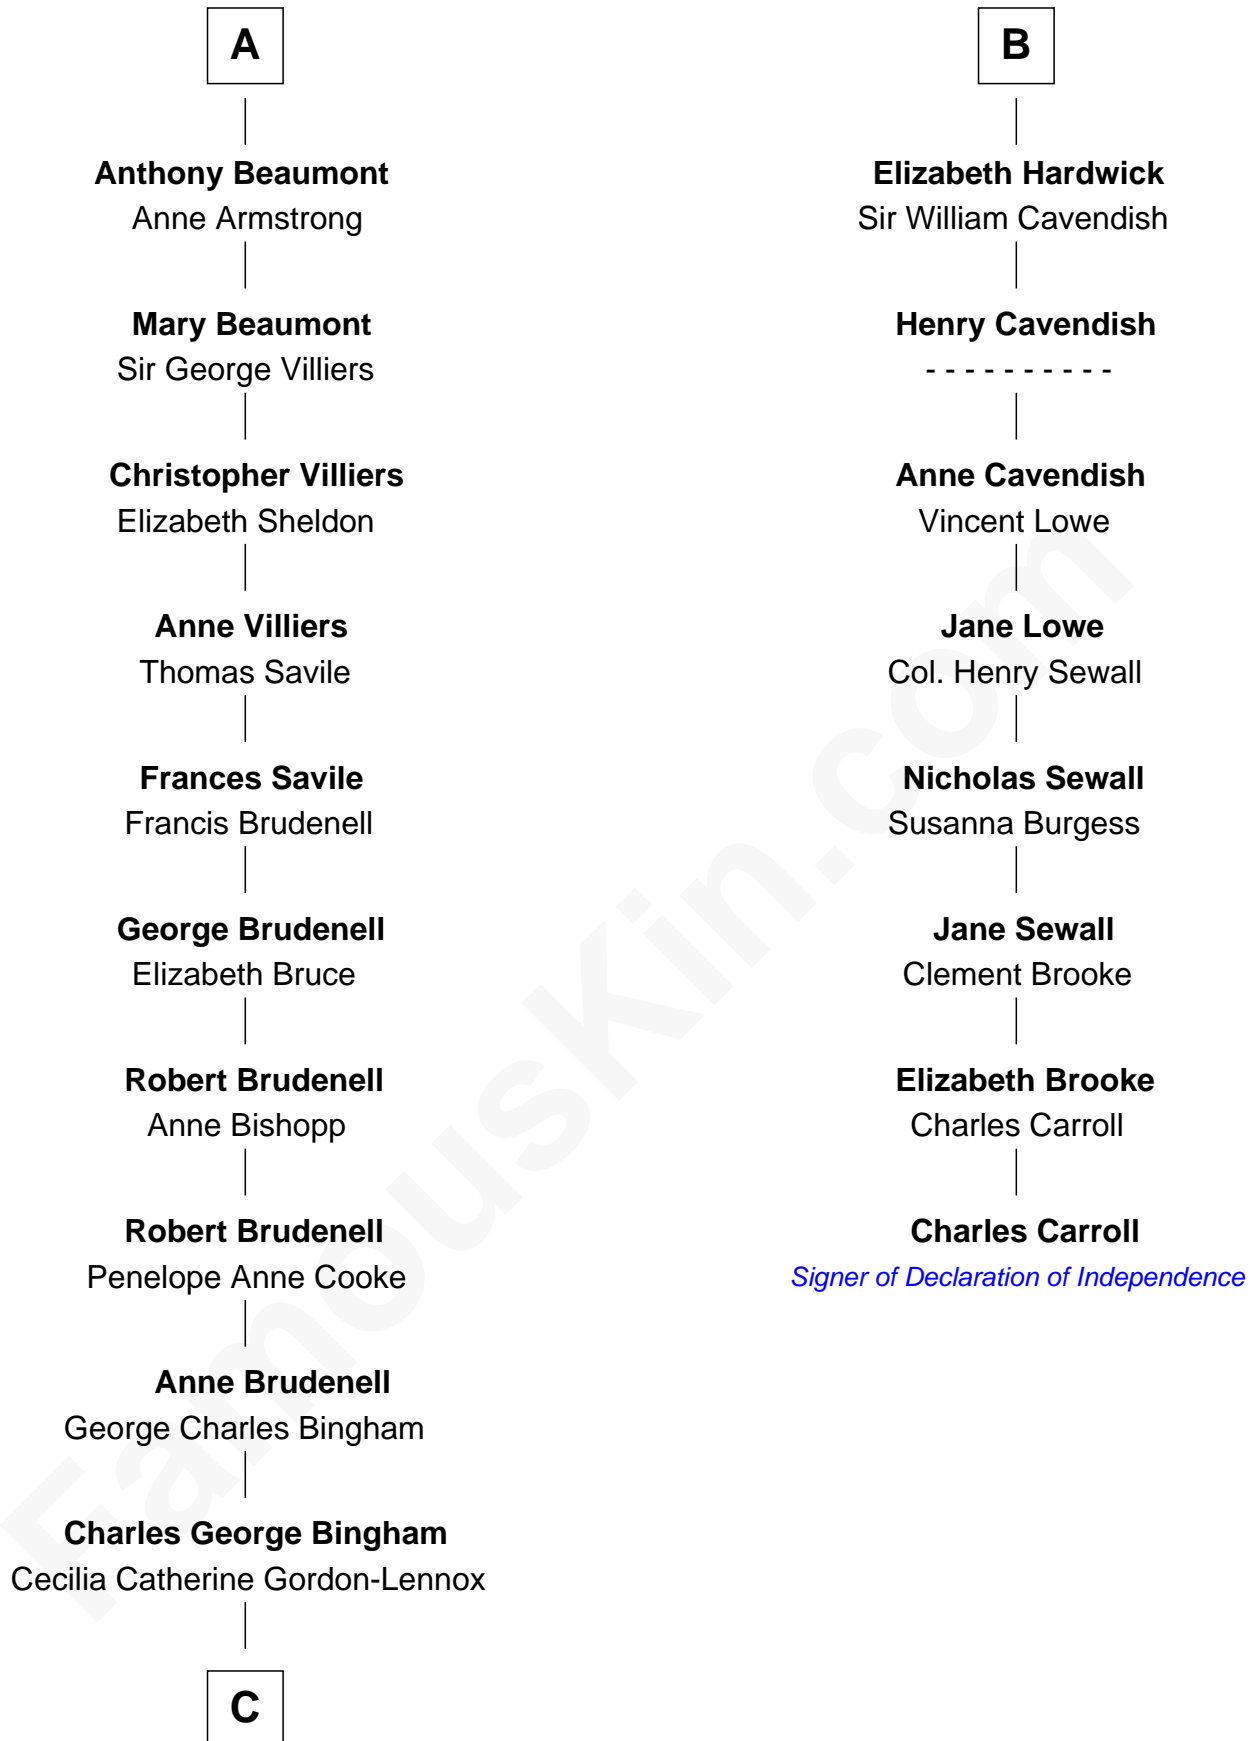 A
Anthony Beaumont
Anne Armstrong
Mary Beaumont
Sir George Villiers
Christopher Villiers
Elizabeth Sheldon
Anne Villiers
Thomas Savile
Frances Savile
Francis Brudenell
George Brudenell
Elizabeth Bruce
Robert Brudenell
Anne Bishopp
Robert Brudenell
Penelope Anne Cooke
Anne Brudenell
George Charles Bingham
Charles George Bingham
Cecilia Catherine Gordon-Lennox
C
B
Elizabeth Hardwick
Sir William Cavendish
Henry Cavendish
- - - - - - - - - -
Anne Cavendish
Vincent Lowe
Jane Lowe
Col. Henry Sewall
Nicholas Sewall
Susanna Burgess
Jane Sewall
Clement Brooke
Elizabeth Brooke
Charles Carroll
Charles Carroll
Signer of Declaration of Independence
FamousKin.com